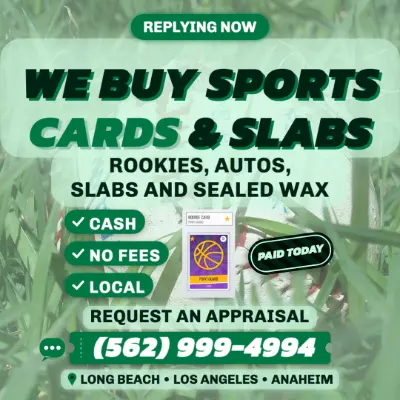 REPLYING NOW
WE BUY SPORTS
CARDS & SLABS
ROOKIES, AUTOS,
SLABS AND SEALED WAX
CASH
NO FEES
LOCAL
PAID TODAY
REQUEST AN APPRAISAL
(562) 999-4994
LONG BEACH • LOS ANGELES • ANAHEIM